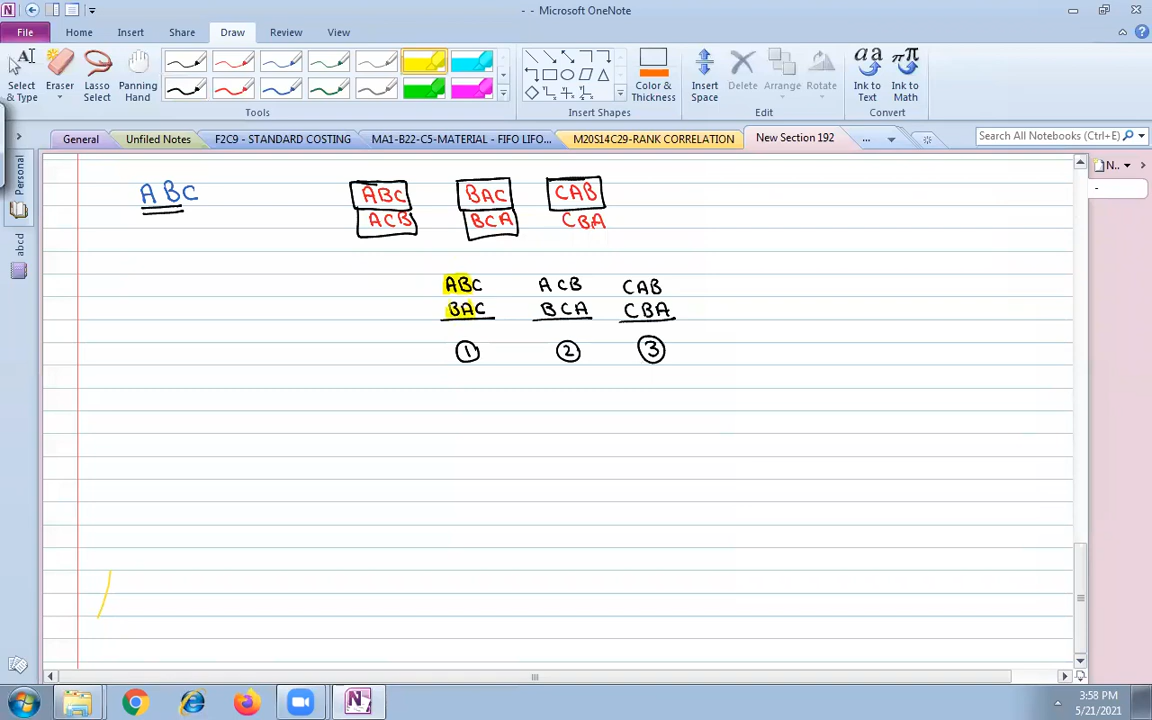 - - Microsoft OneNote
File Home Insert Share Draw Review View
Select & Type
Eraser
Lasso Select
Panning Hand
Color & Thickness
Insert Space
Delete
Arrange
Rotate
Ink to Text
Ink to Math
Tools Insert Shapes Edit Convert
General Unfiled Notes F2C9 - STANDARD COSTING MA1-B22-C5-MATERIAL - FIFO LIFO... M20S14C29-RANK CORRELATION New Section 192 ... Search All Notebooks (Ctrl+E)
N...
-
Personal
abcd
ABC ABC BAC CAB
ACB BCA CBA
ABC ACB CAB
BAC BCA CBA
1 2 3
3:58 PM
5/21/2021